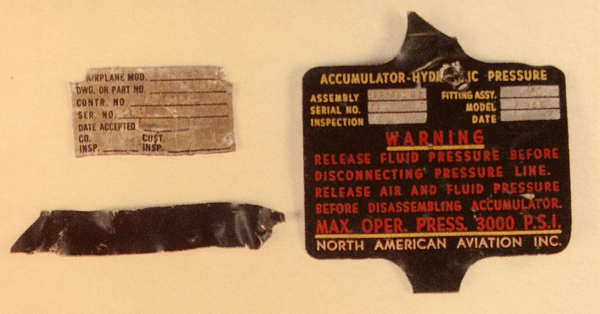 AIRPLANE MOD.
DWG. OR PART NO.
CONTR. NO.
SER. NO.
DATE ACCEPTED
CO. CUST.
INSP. INSP.
ACCUMULATOR-HYD IC PRESSURE
ASSEMBLY FITTING ASSY.
SERIAL NO. MODEL
INSPECTION DATE
WARNING
RELEASE FLUID PRESSURE BEFORE
DISCONNECTING PRESSURE LINE.
RELEASE AIR AND FLUID PRESSURE
BEFORE DISASSEMBLING ACCUMULATOR.
MAX. OPER. PRESS. 3000 P.S.I.
NORTH AMERICAN AVIATION INC.